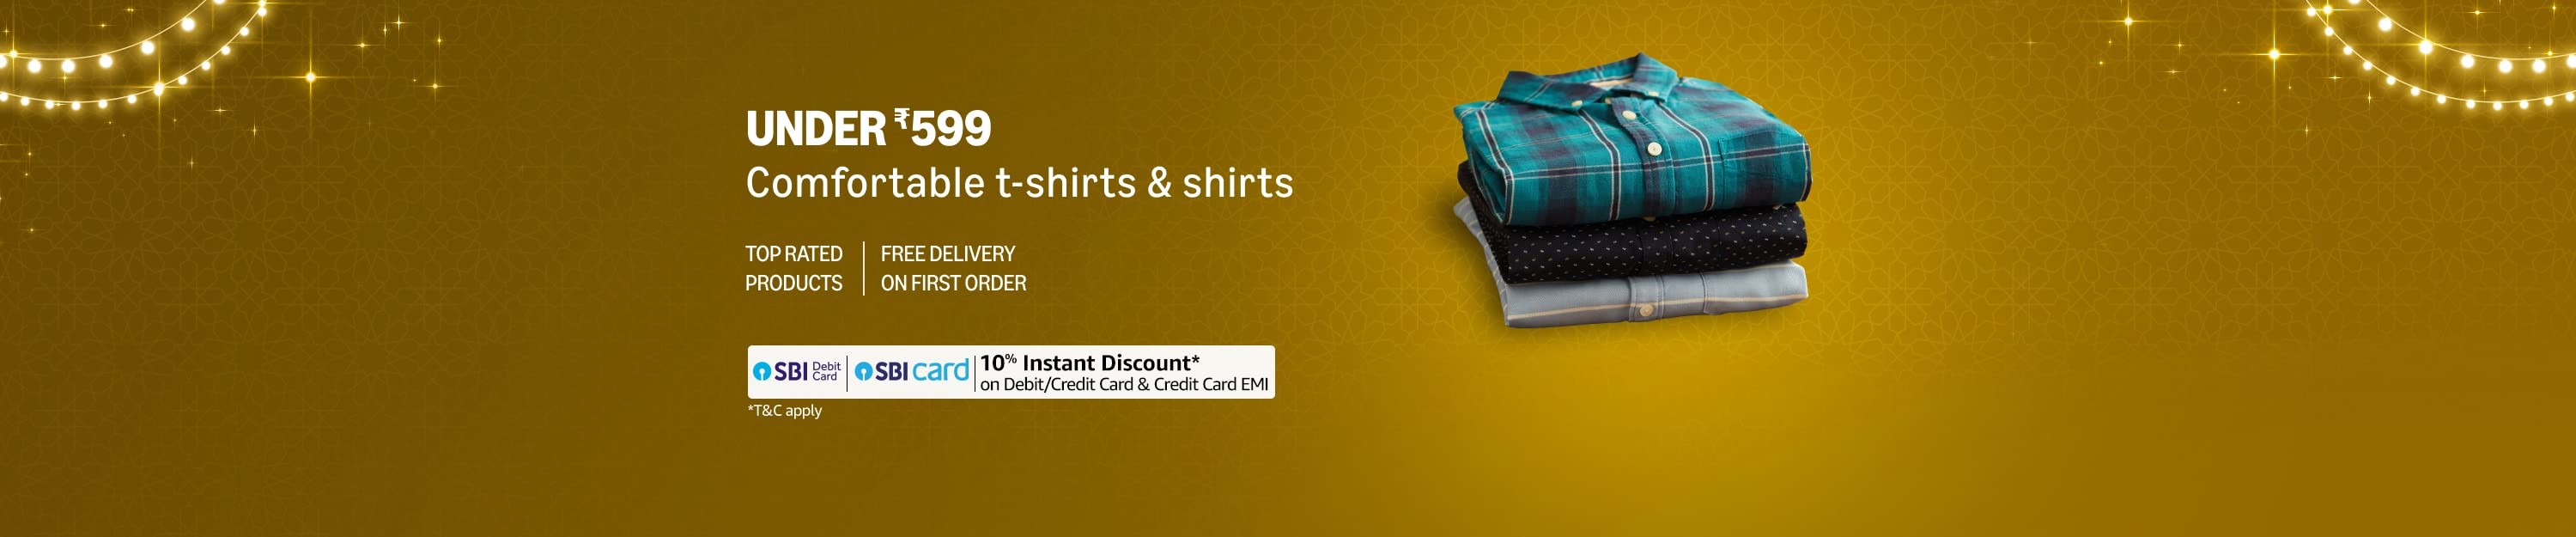 UNDER ₹599
Comfortable t-shirts & shirts
TOP RATED
PRODUCTS
FREE DELIVERY
ON FIRST ORDER
SBI Debit Card
SBI card
10% Instant Discount*
on Debit/Credit Card & Credit Card EMI
*T&C apply